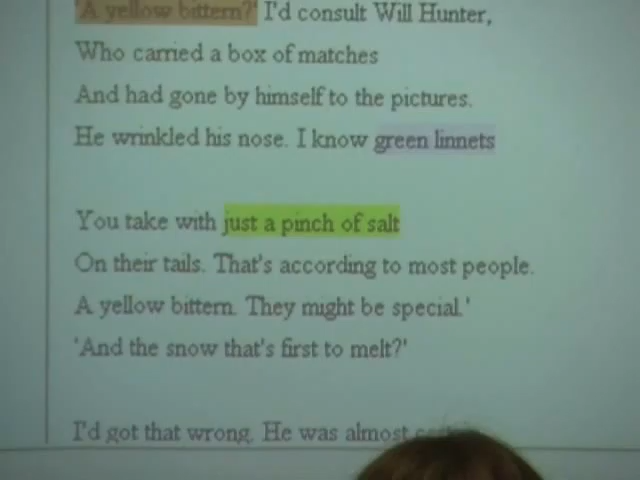 'A yellow bittern?' I'd consult Will Hunter,
Who carried a box of matches
And had gone by himself to the pictures.
He wrinkled his nose. I know green linnets
You take with just a pinch of salt
On their tails. That's according to most people.
A yellow bittern. They might be special.'
'And the snow that's first to melt?'
I'd got that wrong. He was almost